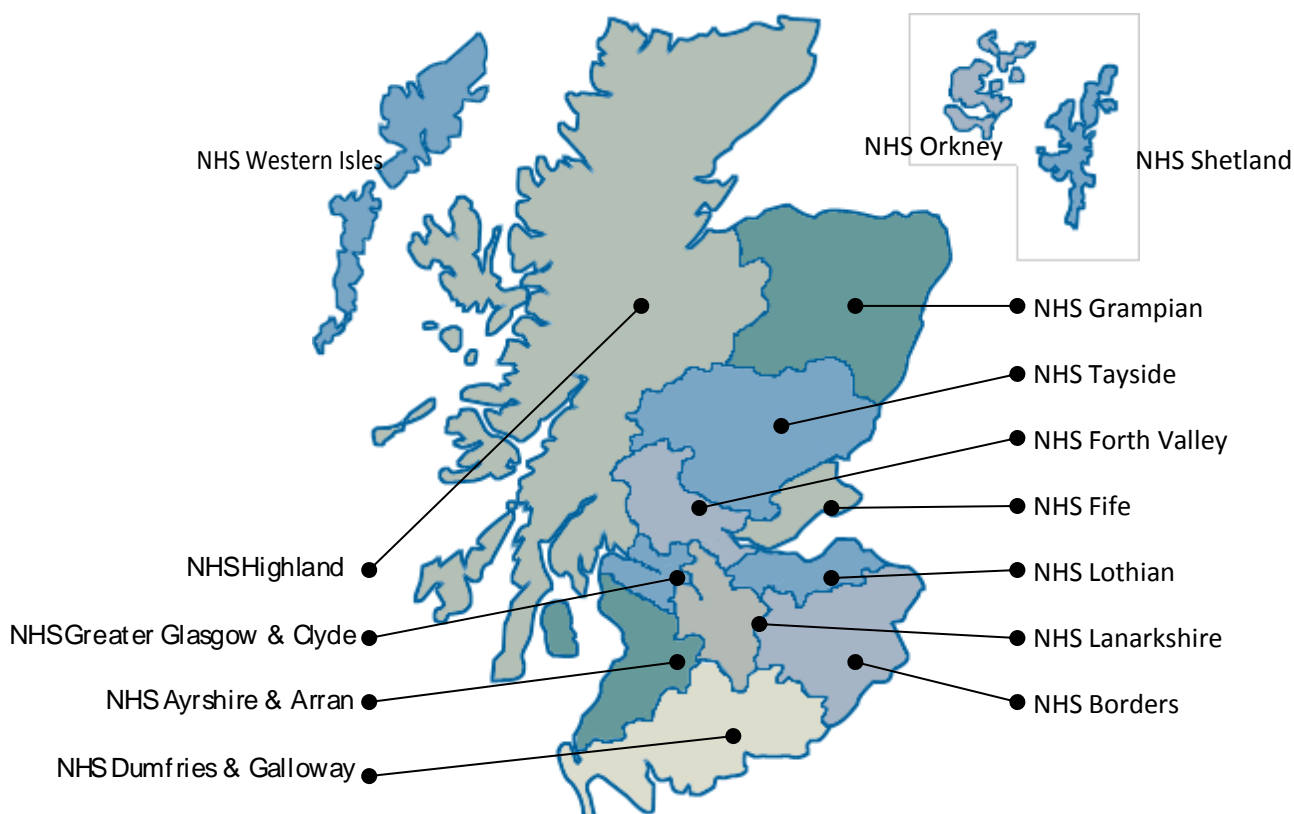 NHS Western Isles
NHS Orkney
NHS Shetland
NHS Grampian
NHS Tayside
NHS Forth Valley
NHS Fife
NHS Highland
NHS Lothian
NHS Greater Glasgow & Clyde
NHS Lanarkshire
NHS Ayrshire & Arran
NHS Borders
NHS Dumfries & Galloway